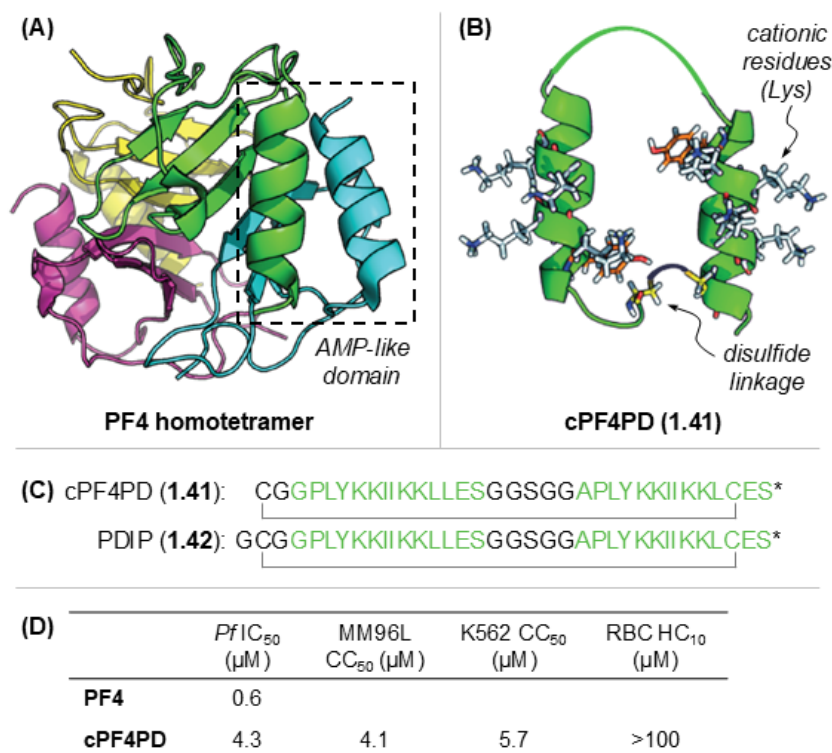 (A)
AMP-like
domain
PF4 homotetramer
(B)
cationic
residues
(Lys)
disulfide
linkage
cPF4PD (1.41)
(C) cPF4PD (1.41): CGGPLYKKIIKKLLESGGSGGAPLYKKIIKKLCES*
PDIP (1.42): GCGGPLYKKIIKKLLESGGSGGAPLYKKIIKKLCES*
(D)
Pf IC50 MM96L K562 CC50 RBC HC10
(µM) CC50 (µM) (µM) (µM)
PF4 0.6
cPF4PD 4.3 4.1 5.7 >100